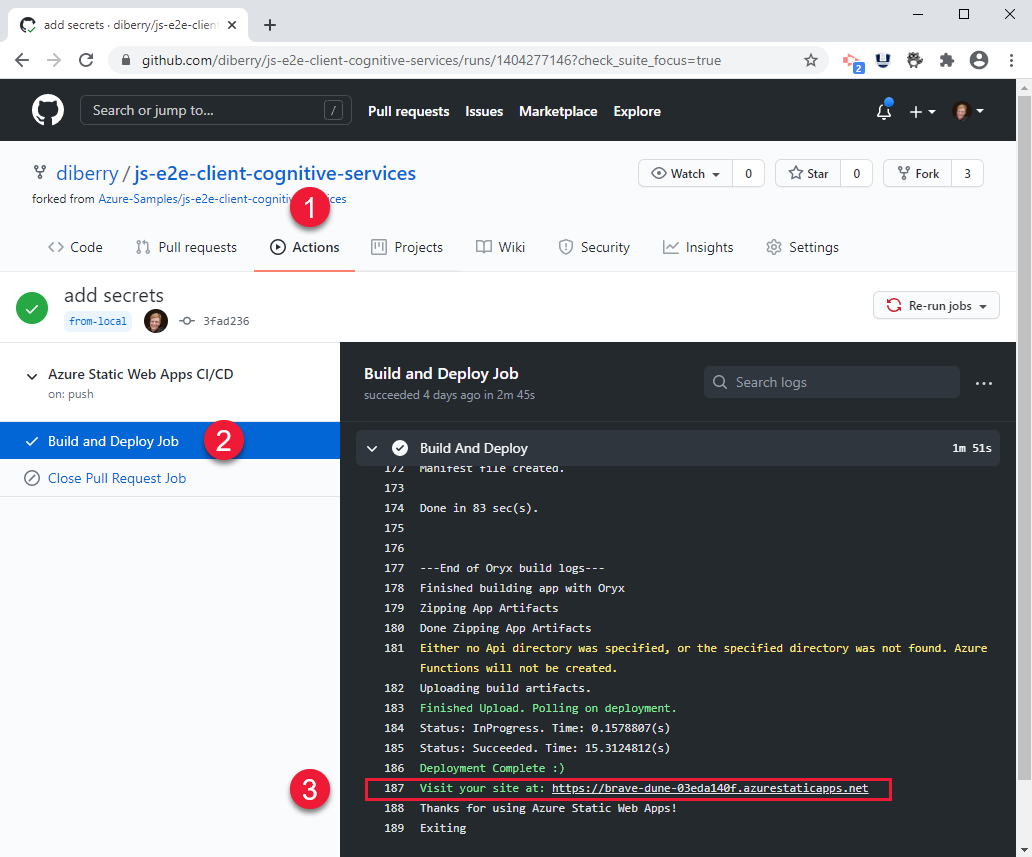 add secrets · diberry/js-e2e-client
github.com/diberry/js-e2e-client-cognitive-services/runs/1404277146?check_suite_focus=true
2
Search or jump to... /
Pull requests Issues Marketplace Explore
diberry / js-e2e-client-cognitive-services
Watch 0 Star 0 Fork 3
forked from Azure-Samples/js-e2e-client-cognitive-services
1
Code Pull requests Actions Projects Wiki Security Insights Settings
add secrets
from-local 3fad236
Re-run jobs
Azure Static Web Apps CI/CD
on: push
Build and Deploy Job
2
Close Pull Request Job
Build and Deploy Job
succeeded 4 days ago in 2m 45s
Search logs
Build And Deploy 1m 51s
172 Manifest file created.
173
174 Done in 83 sec(s).
175
176
177 ---End of Oryx build logs---
178 Finished building app with Oryx
179 Zipping App Artifacts
180 Done Zipping App Artifacts
181 Either no Api directory was specified, or the specified directory was not found. Azure
Functions will not be created.
182 Uploading build artifacts.
183 Finished Upload. Polling on deployment.
184 Status: InProgress. Time: 0.1578807(s)
185 Status: Succeeded. Time: 15.3124812(s)
186 Deployment Complete :)
3
187 Visit your site at: https://brave-dune-03eda140f.azurestaticapps.net
188 Thanks for using Azure Static Web Apps!
189 Exiting